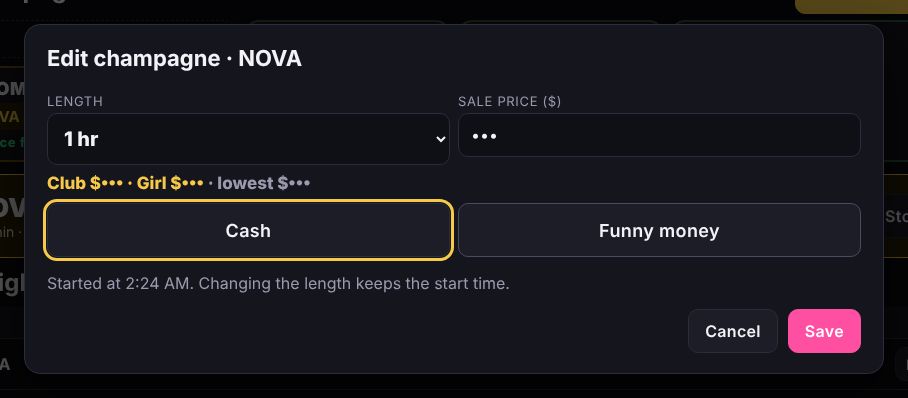 Edit champagne · NOVA
LENGTH
SALE PRICE ($)
1 hr
•••
Club $••• · Girl $••• · lowest $•••
Cash
Funny money
Started at 2:24 AM. Changing the length keeps the start time.
Cancel
Save